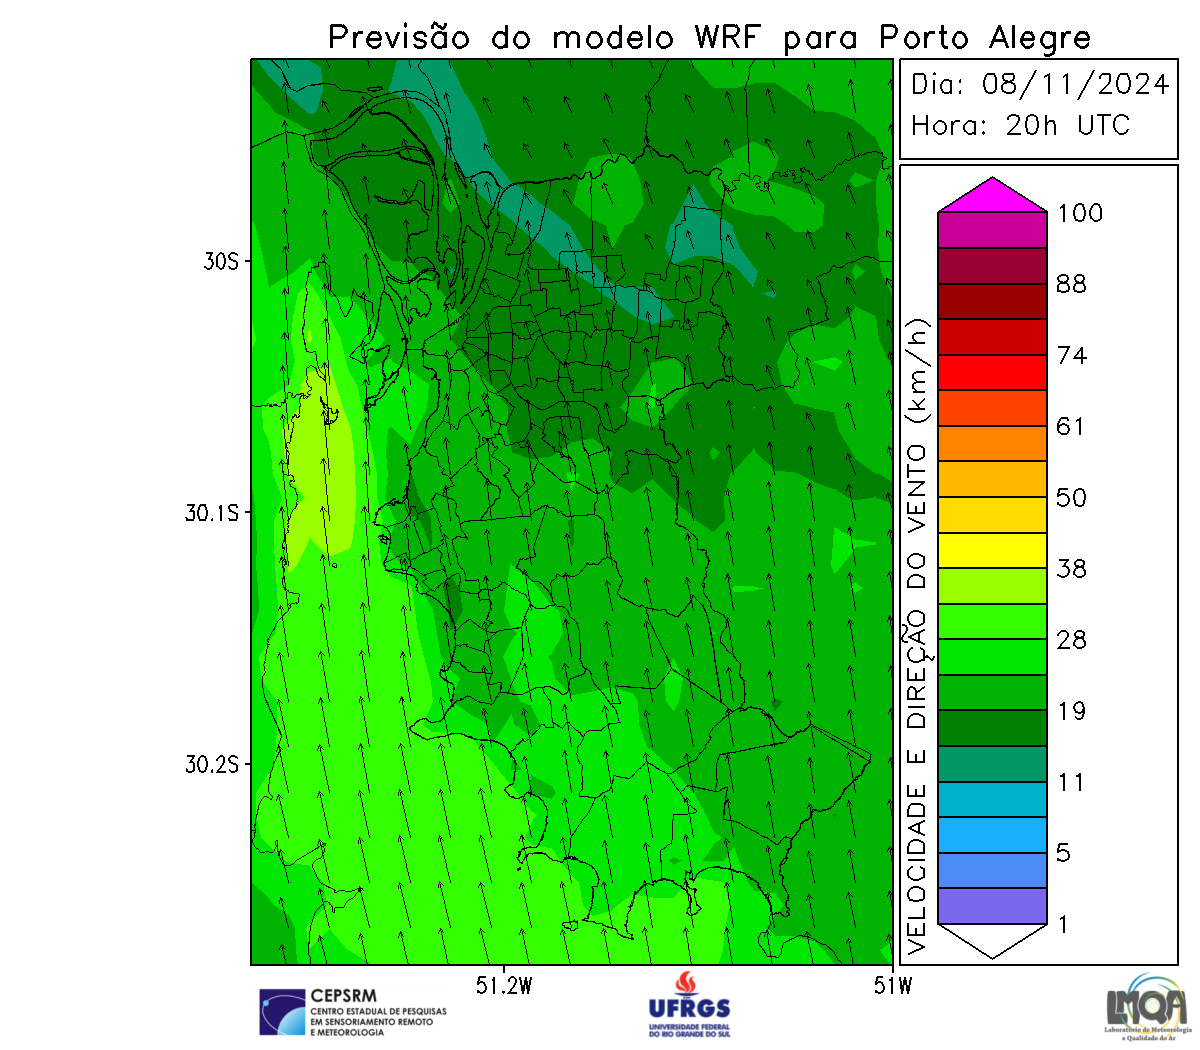 Previsão do modelo WRF para Porto Alegre
Dia: 08/11/2024
Hora: 20h UTC
30S
30.1S
30.2S
51.2W
51W
VELOCIDADE E DIREÇÃO DO VENTO (km/h)
100
88
74
61
50
38
28
19
11
5
1
CEPSRM
CENTRO ESTADUAL DE PESQUISAS
EM SENSORIAMENTO REMOTO
E METEOROLOGIA
UFRGS
UNIVERSIDADE FEDERAL
DO RIO GRANDE DO SUL
LMQA
Laboratório de Meteorologia
e Qualidade do Ar